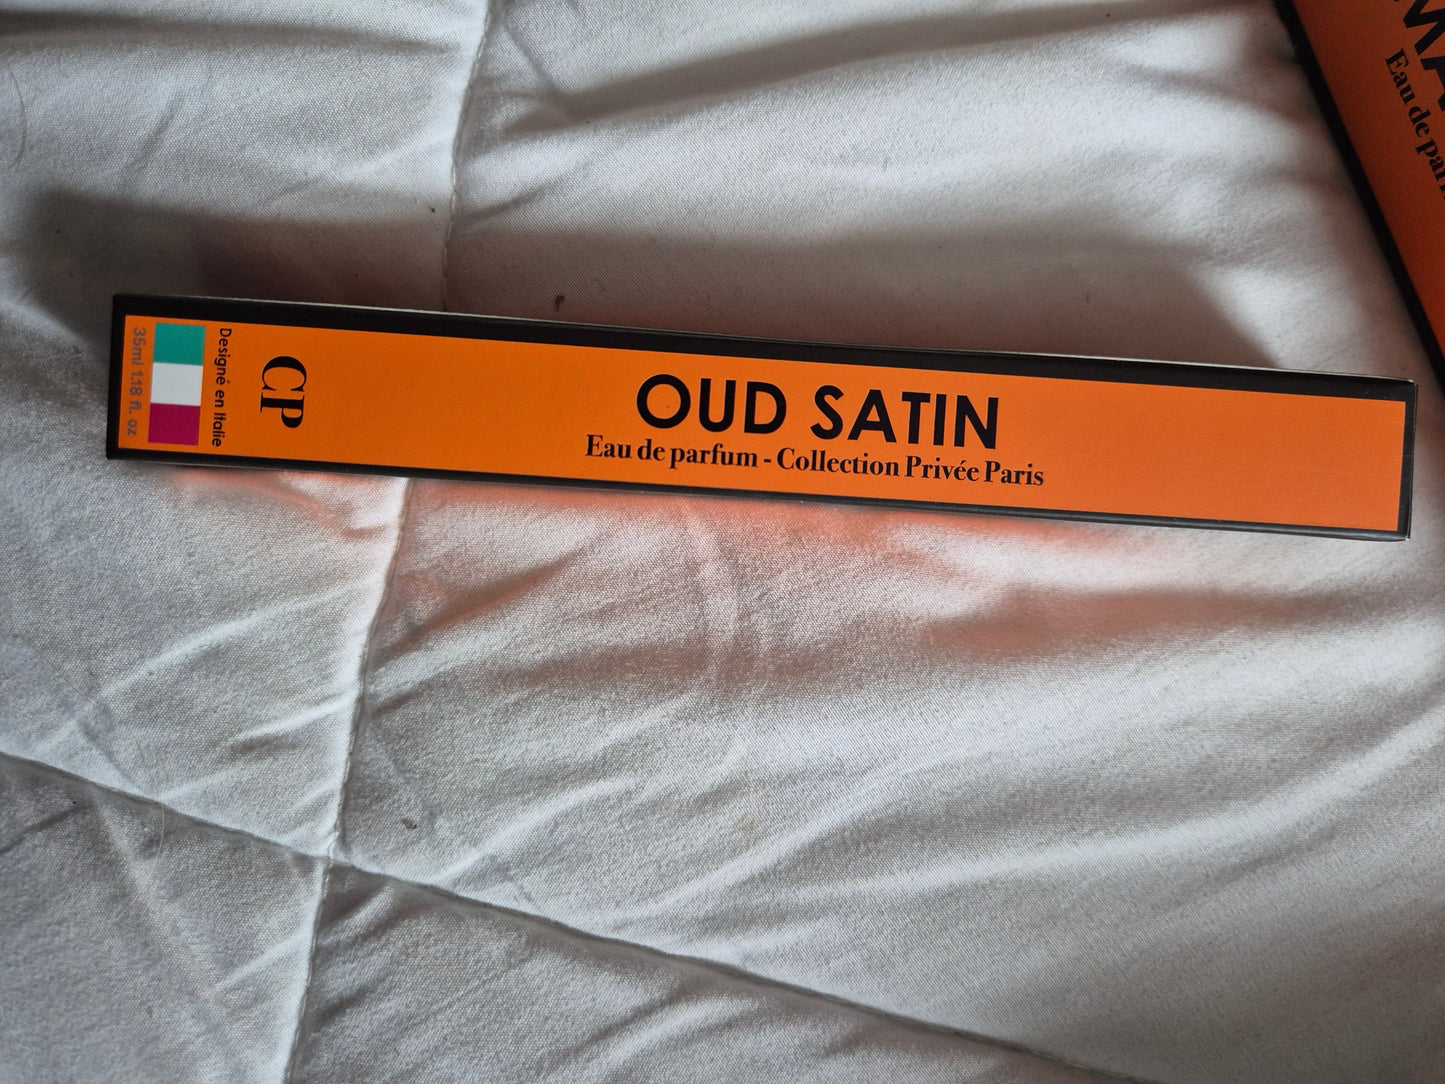 OUD SATIN
Eau de parfum - Collection Privée Paris
CP
Designé en Italie
35ml 1.18 fl. oz
Eau de